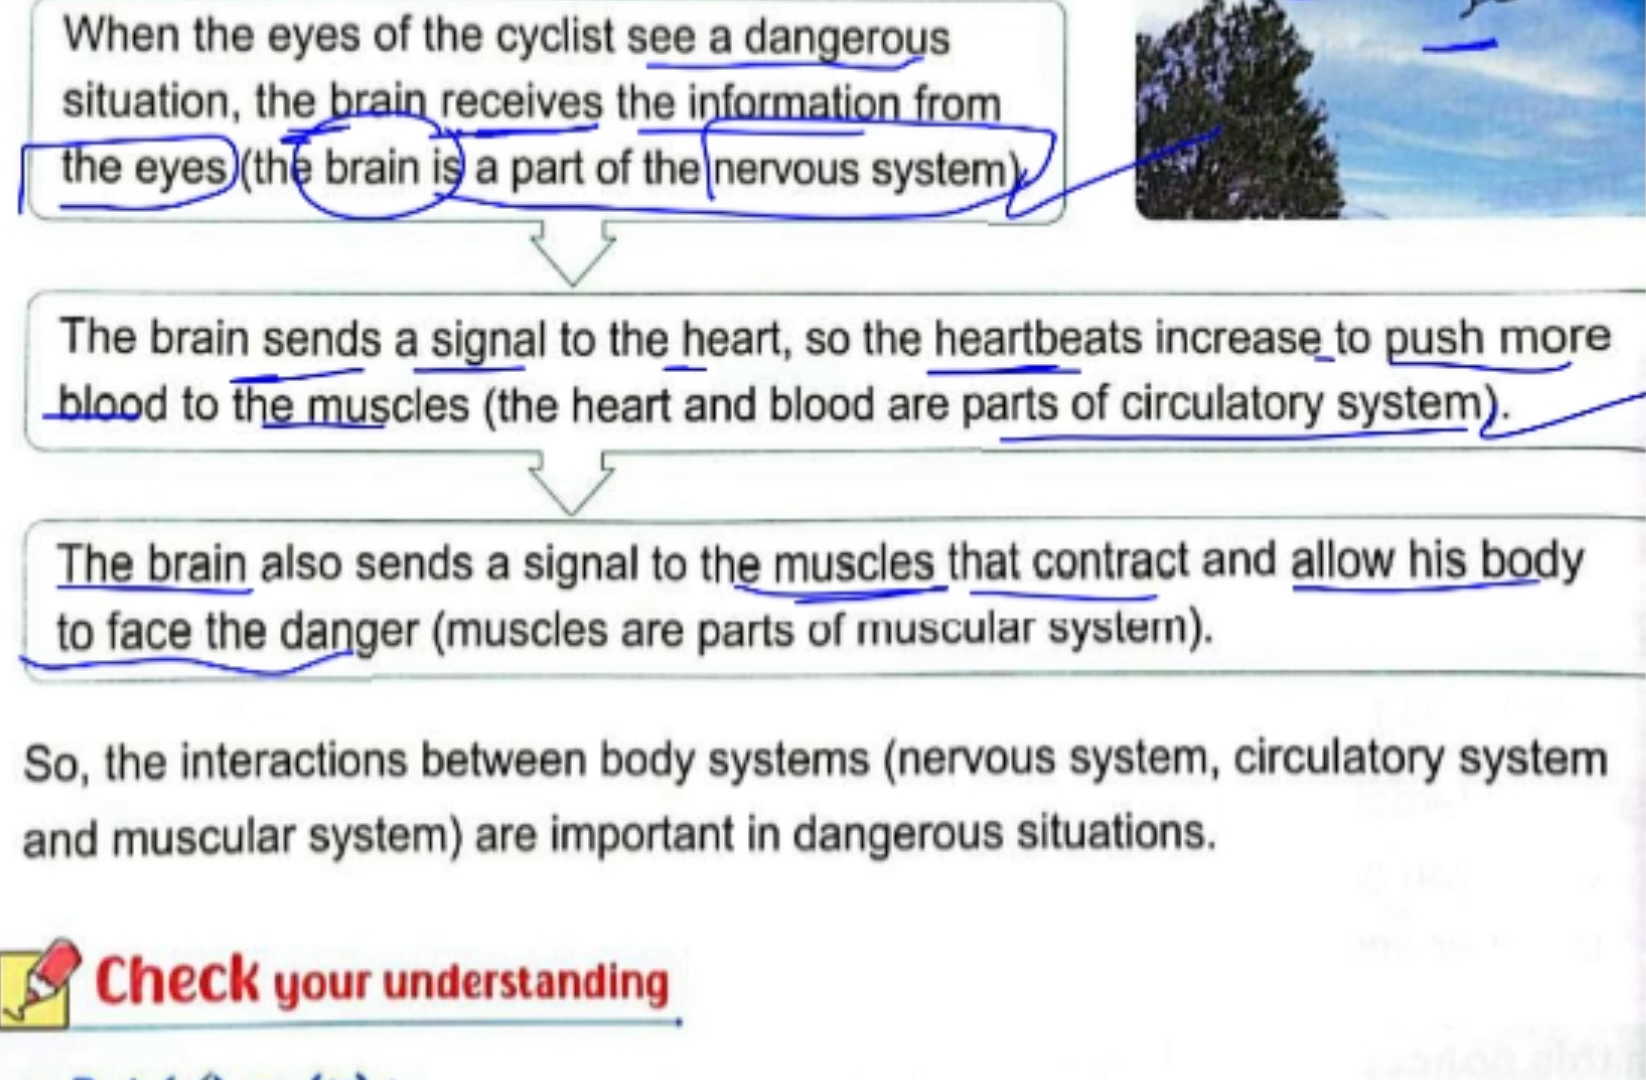 When the eyes of the cyclist see a dangerous
situation, the brain receives the information from
the eyes (the brain is a part of the nervous system).
The brain sends a signal to the heart, so the heartbeats increase to push more
blood to the muscles (the heart and blood are parts of circulatory system).
The brain also sends a signal to the muscles that contract and allow his body
to face the danger (muscles are parts of muscular system).
So, the interactions between body systems (nervous system, circulatory system
and muscular system) are important in dangerous situations.
Check your understanding